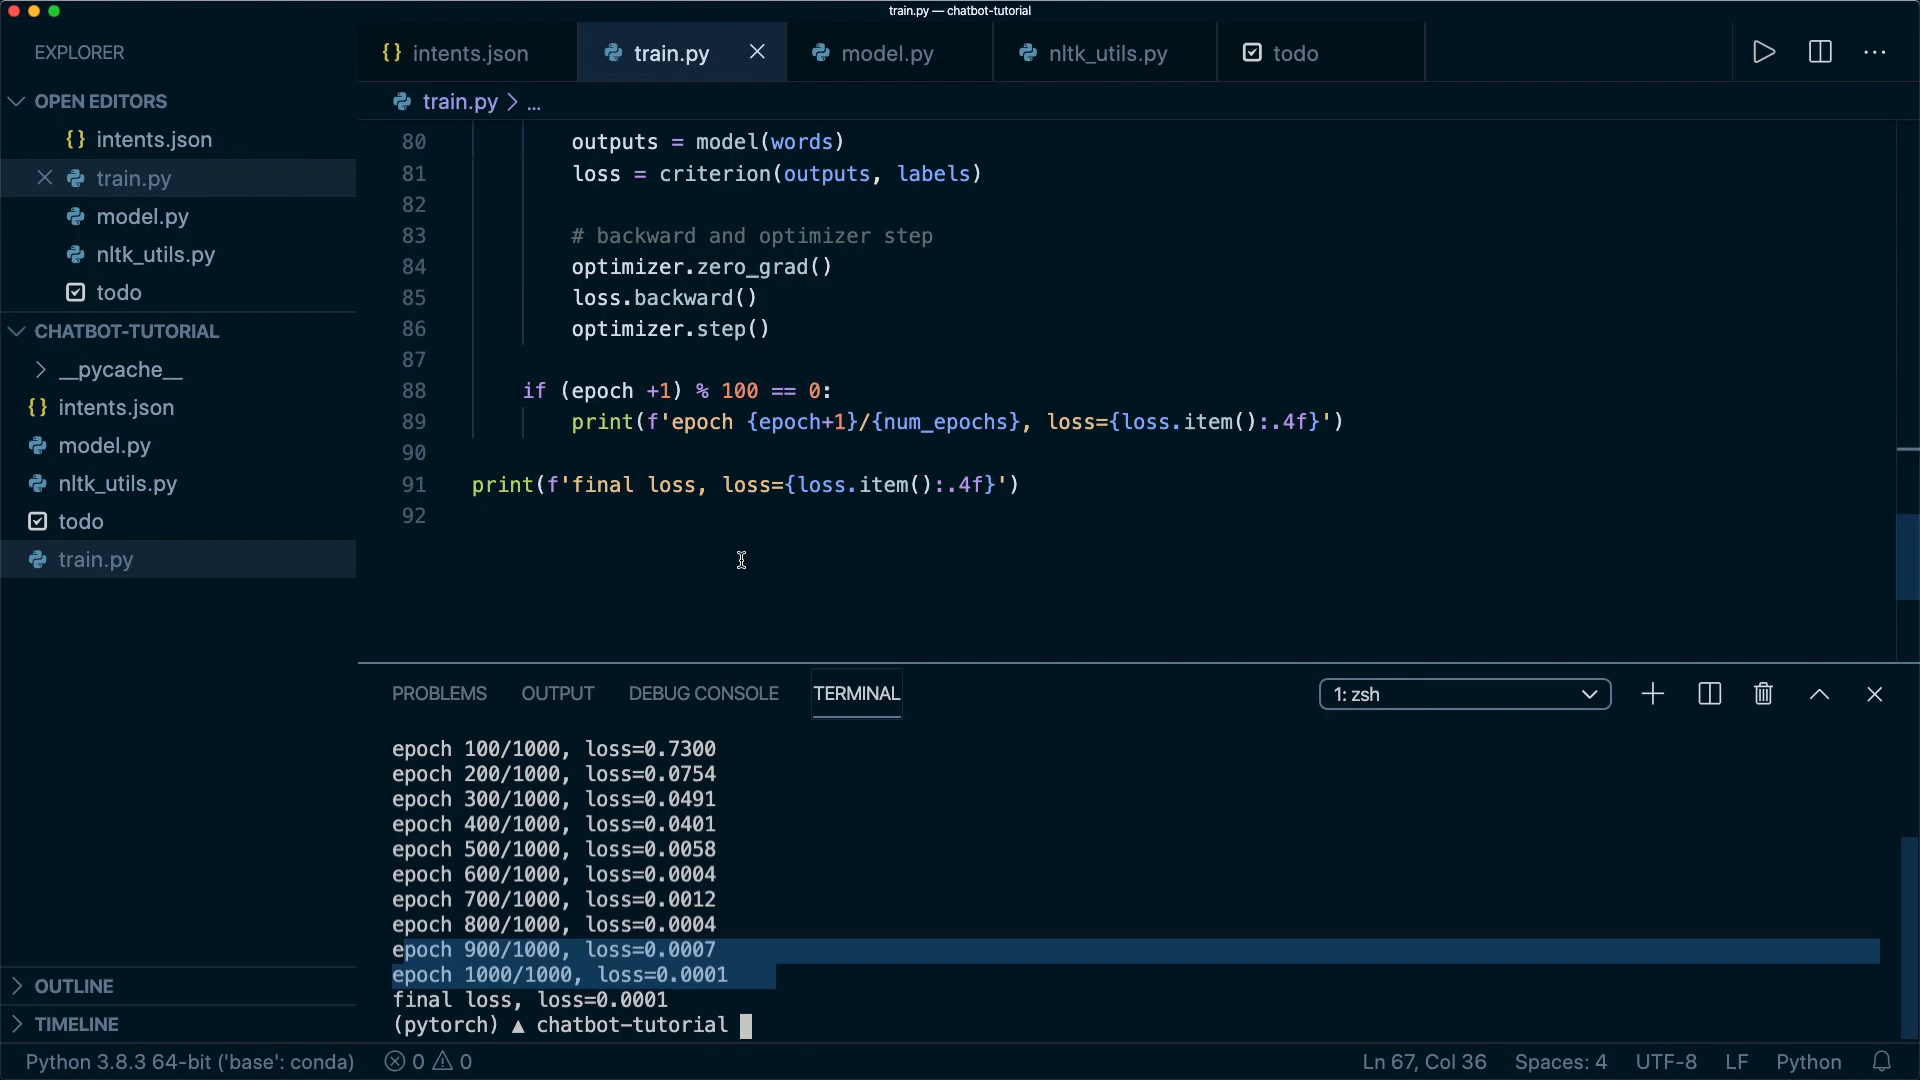 train.py — chatbot-tutorial
EXPLORER
OPEN EDITORS
intents.json
train.py
model.py
nltk_utils.py
todo
CHATBOT-TUTORIAL
__pycache__
intents.json
model.py
nltk_utils.py
todo
train.py
OUTLINE
TIMELINE
{} intents.json train.py model.py nltk_utils.py todo
train.py > ...
80 outputs = model(words)
81 loss = criterion(outputs, labels)
82
83 # backward and optimizer step
84 optimizer.zero_grad()
85 loss.backward()
86 optimizer.step()
87
88 if (epoch +1) % 100 == 0:
89 print(f'epoch {epoch+1}/{num_epochs}, loss={loss.item():.4f}')
90
91 print(f'final loss, loss={loss.item():.4f}')
92
PROBLEMS OUTPUT DEBUG CONSOLE TERMINAL 1: zsh
epoch 100/1000, loss=0.7300
epoch 200/1000, loss=0.0754
epoch 300/1000, loss=0.0491
epoch 400/1000, loss=0.0401
epoch 500/1000, loss=0.0058
epoch 600/1000, loss=0.0004
epoch 700/1000, loss=0.0012
epoch 800/1000, loss=0.0004
epoch 900/1000, loss=0.0007
epoch 1000/1000, loss=0.0001
final loss, loss=0.0001
(pytorch) ▲ chatbot-tutorial
Python 3.8.3 64-bit ('base': conda) 0 0 Ln 67, Col 36 Spaces: 4 UTF-8 LF Python